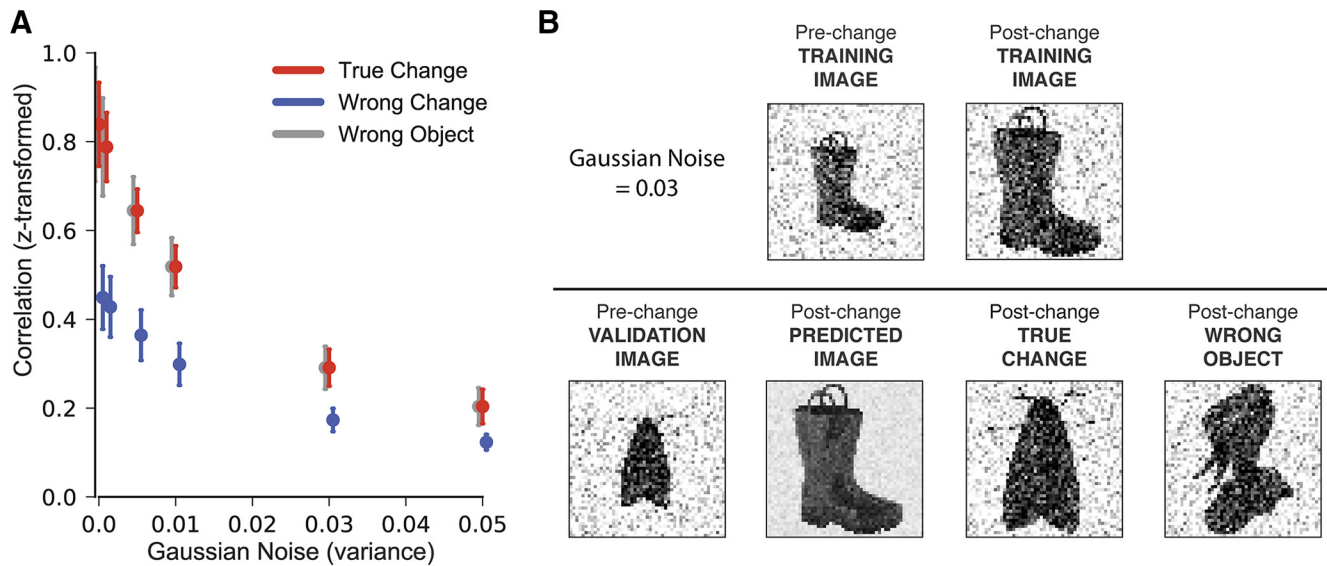 A
Correlation (z-transformed)
1.0
0.8
0.6
0.4
0.2
0.0
0.0
0.01
0.02
0.03
0.04
0.05
Gaussian Noise (variance)
True Change
Wrong Change
Wrong Object
B
Gaussian Noise
= 0.03
Pre-change
TRAINING
IMAGE
Post-change
TRAINING
IMAGE
Pre-change
VALIDATION
IMAGE
Post-change
PREDICTED
IMAGE
Post-change
TRUE
CHANGE
Post-change
WRONG
OBJECT